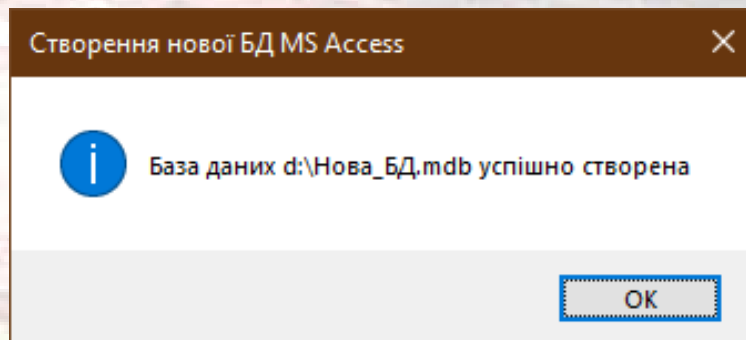 Створення нової БД MS Access
База даних d:\Нова_БД.mdb успішно створена
OK